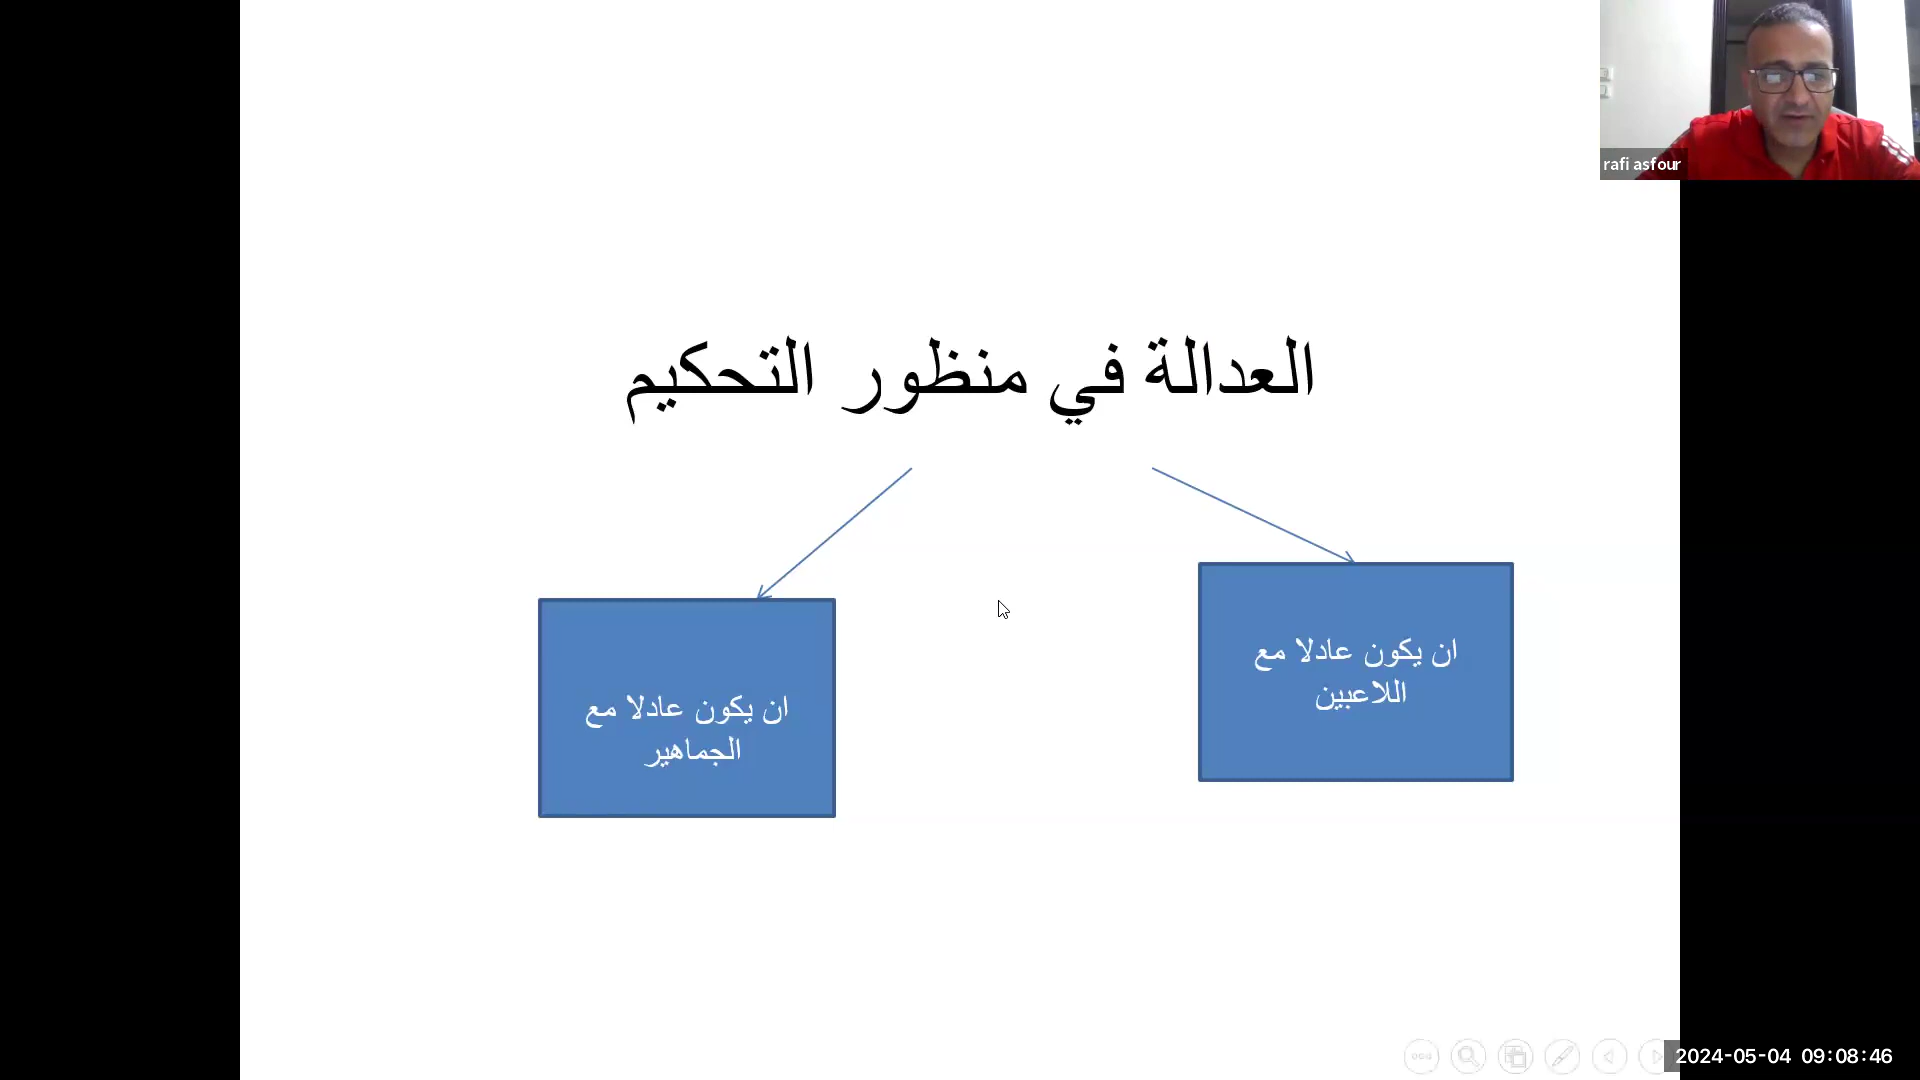 rafi asfour
العدالة في منظور التحكيم
ان يكون عادلا مع
اللاعبين
ان يكون عادلا مع
الجماهير
2024-05-04 09:08:46